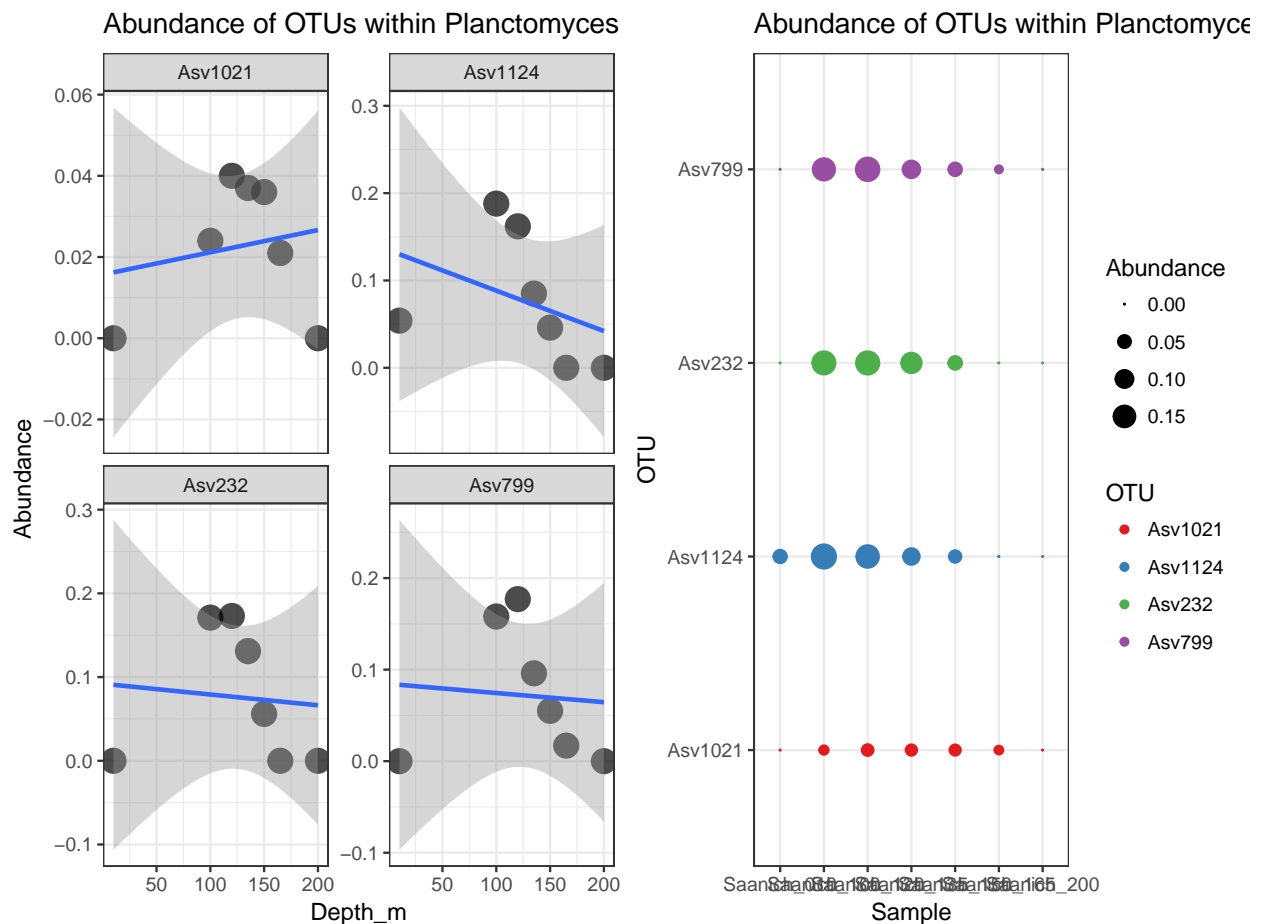 Abundance of OTUs within Planctomyces
Asv1021
Asv1124
0.06
0.04
0.02
0.00
−0.02
0.3
0.2
0.1
0.0
Abundance
Asv232
Asv799
0.3
0.2
0.1
0.0
−0.1
0.2
0.1
0.0
−0.1
50 100 150 200
50 100 150 200
Depth_m
Abundance of OTUs within Planctomyce
OTU
Asv799
Asv232
Asv1124
Asv1021
Sample
Abundance
0.00
0.05
0.10
0.15
OTU
Asv1021
Asv1124
Asv232
Asv799